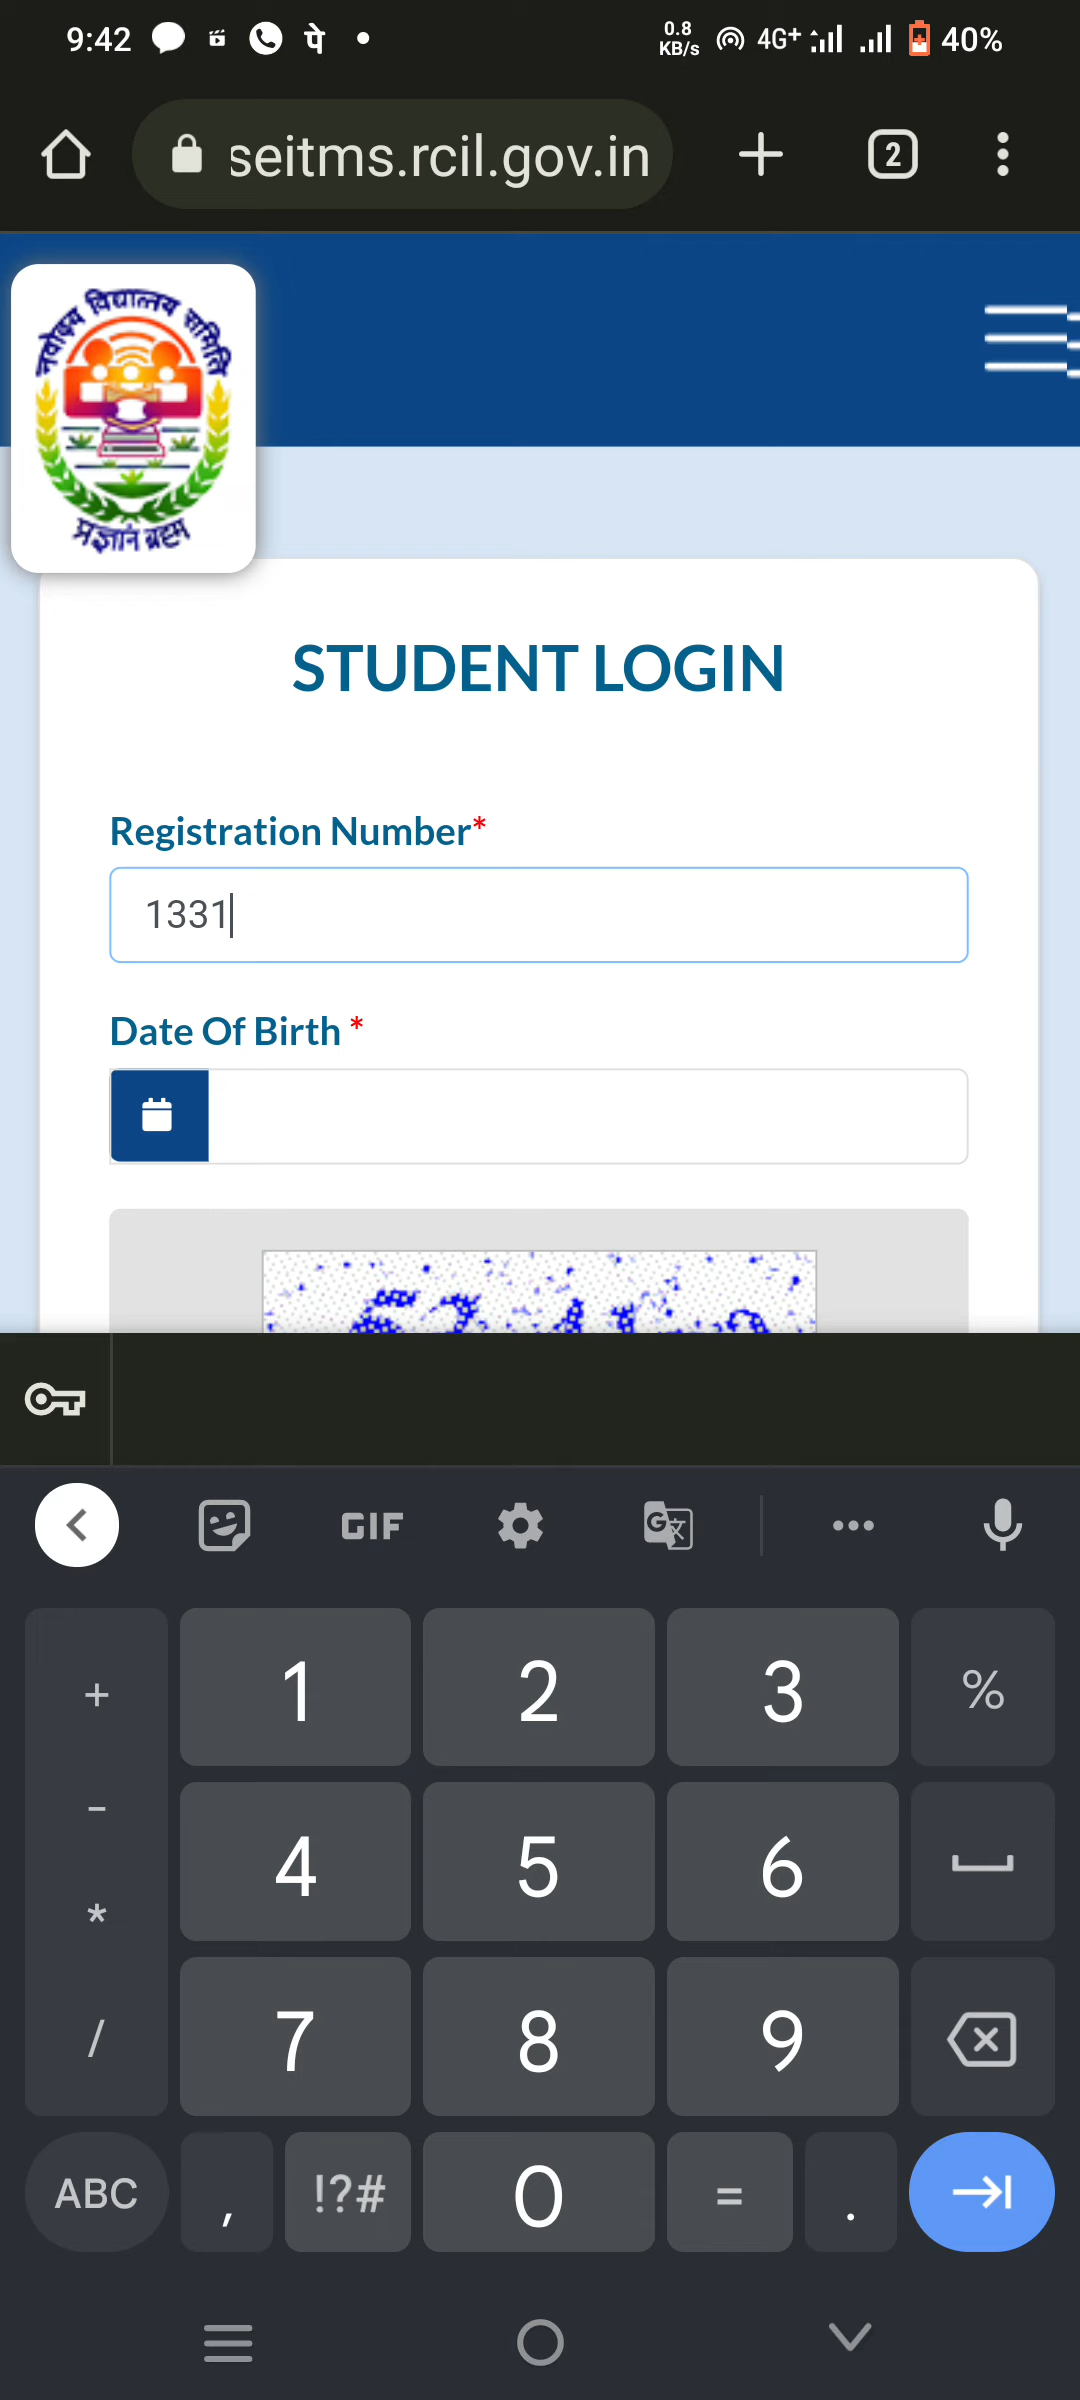 9:42 पे 0.8 KB/s 4G+ 40%
seitms.rcil.gov.in 2
नवोदय विद्यालय समिति
प्रज्ञानं ब्रह्म
STUDENT LOGIN
Registration Number*
1331
Date Of Birth *
GIF G 文
+ 1 2 3 %
- 4 5 6
*
/ 7 8 9
ABC , !?# 0 = .